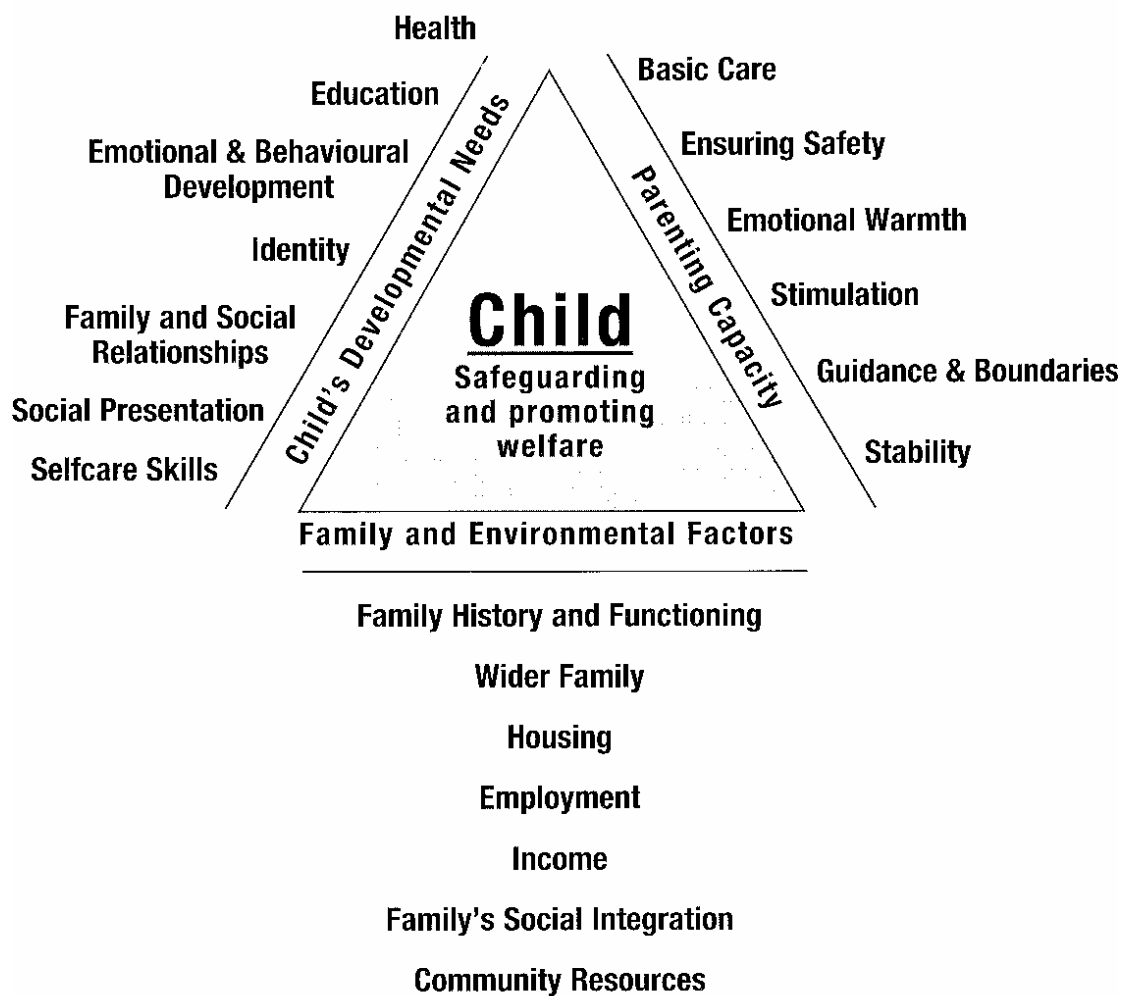 Health
Education
Emotional & Behavioural
Development
Identity
Family and Social
Relationships
Social Presentation
Selfcare Skills
Child's Developmental Needs
Basic Care
Ensuring Safety
Emotional Warmth
Stimulation
Guidance & Boundaries
Stability
Parenting Capacity
Child
Safeguarding
and promoting
welfare
Family and Environmental Factors
Family History and Functioning
Wider Family
Housing
Employment
Income
Family's Social Integration
Community Resources